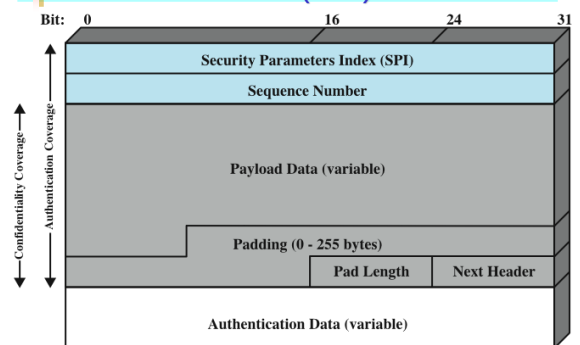 Bit: 0 16 24 31
Security Parameters Index (SPI)
Sequence Number
Payload Data (variable)
Padding (0 - 255 bytes)
Pad Length Next Header
Authentication Data (variable)
Confidentiality Coverage
Authentication Coverage